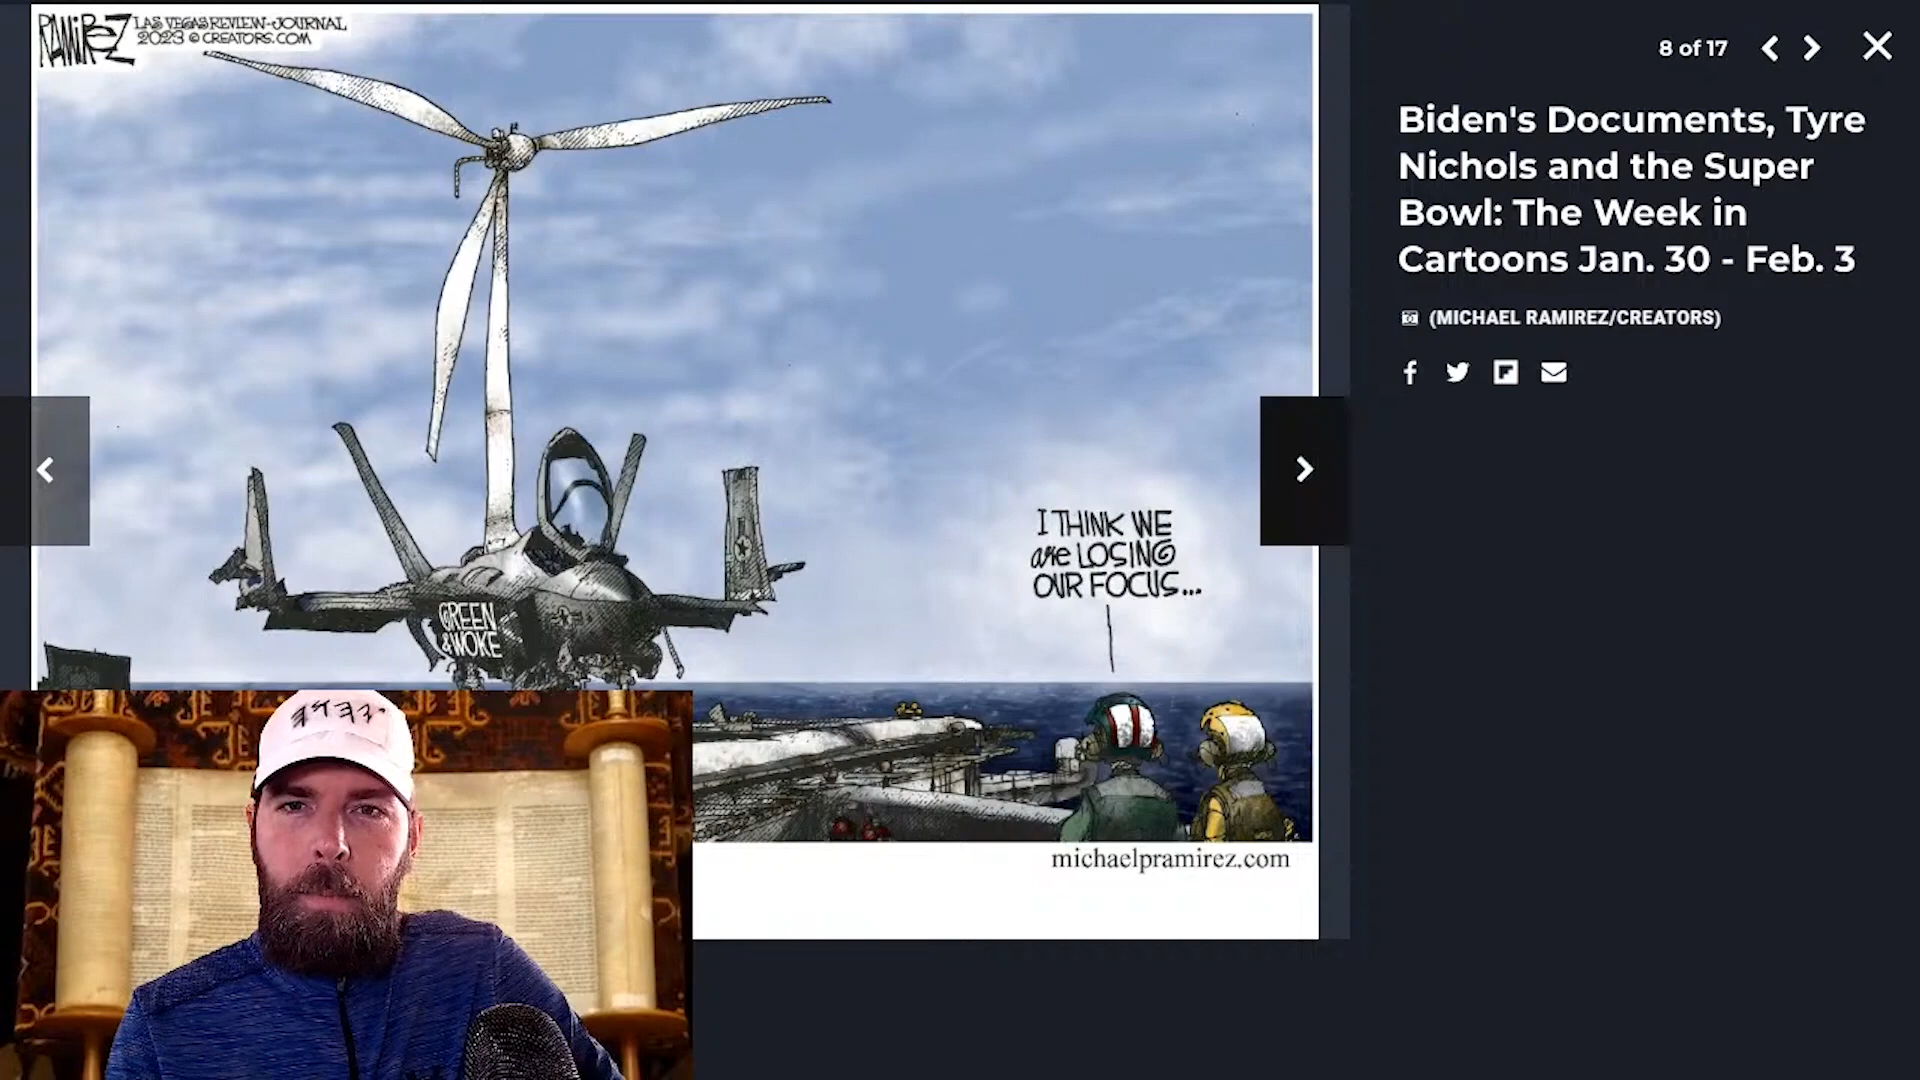 RAMIREZ
LAS VEGAS REVIEW-JOURNAL
2023 © CREATORS.COM
I THINK WE
are LOSING
OUR FOCUS...
GREEN
& WOKE
michaelpramirez.com
8 of 17
Biden's Documents, Tyre
Nichols and the Super
Bowl: The Week in
Cartoons Jan. 30 - Feb. 3
(MICHAEL RAMIREZ/CREATORS)
𐤉𐤄𐤅𐤄